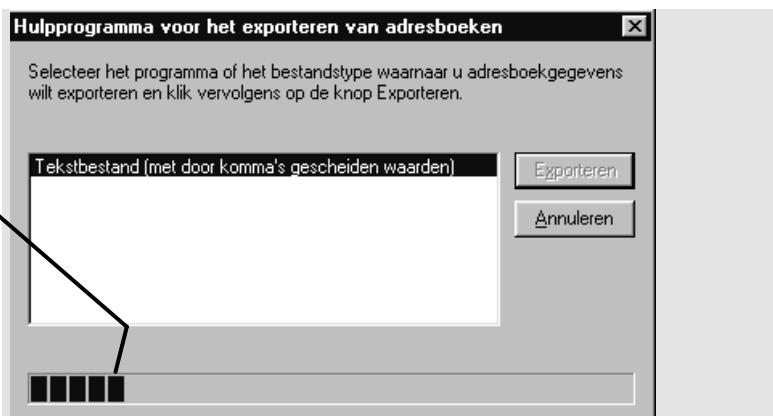 Hulpprogramma voor het exporteren van adresboeken
Selecteer het programma of het bestandstype waarnaar u adresboekgegevens
wilt exporteren en klik vervolgens op de knop Exporteren.
Tekstbestand (met door komma's gescheiden waarden)
Exporteren
Annuleren